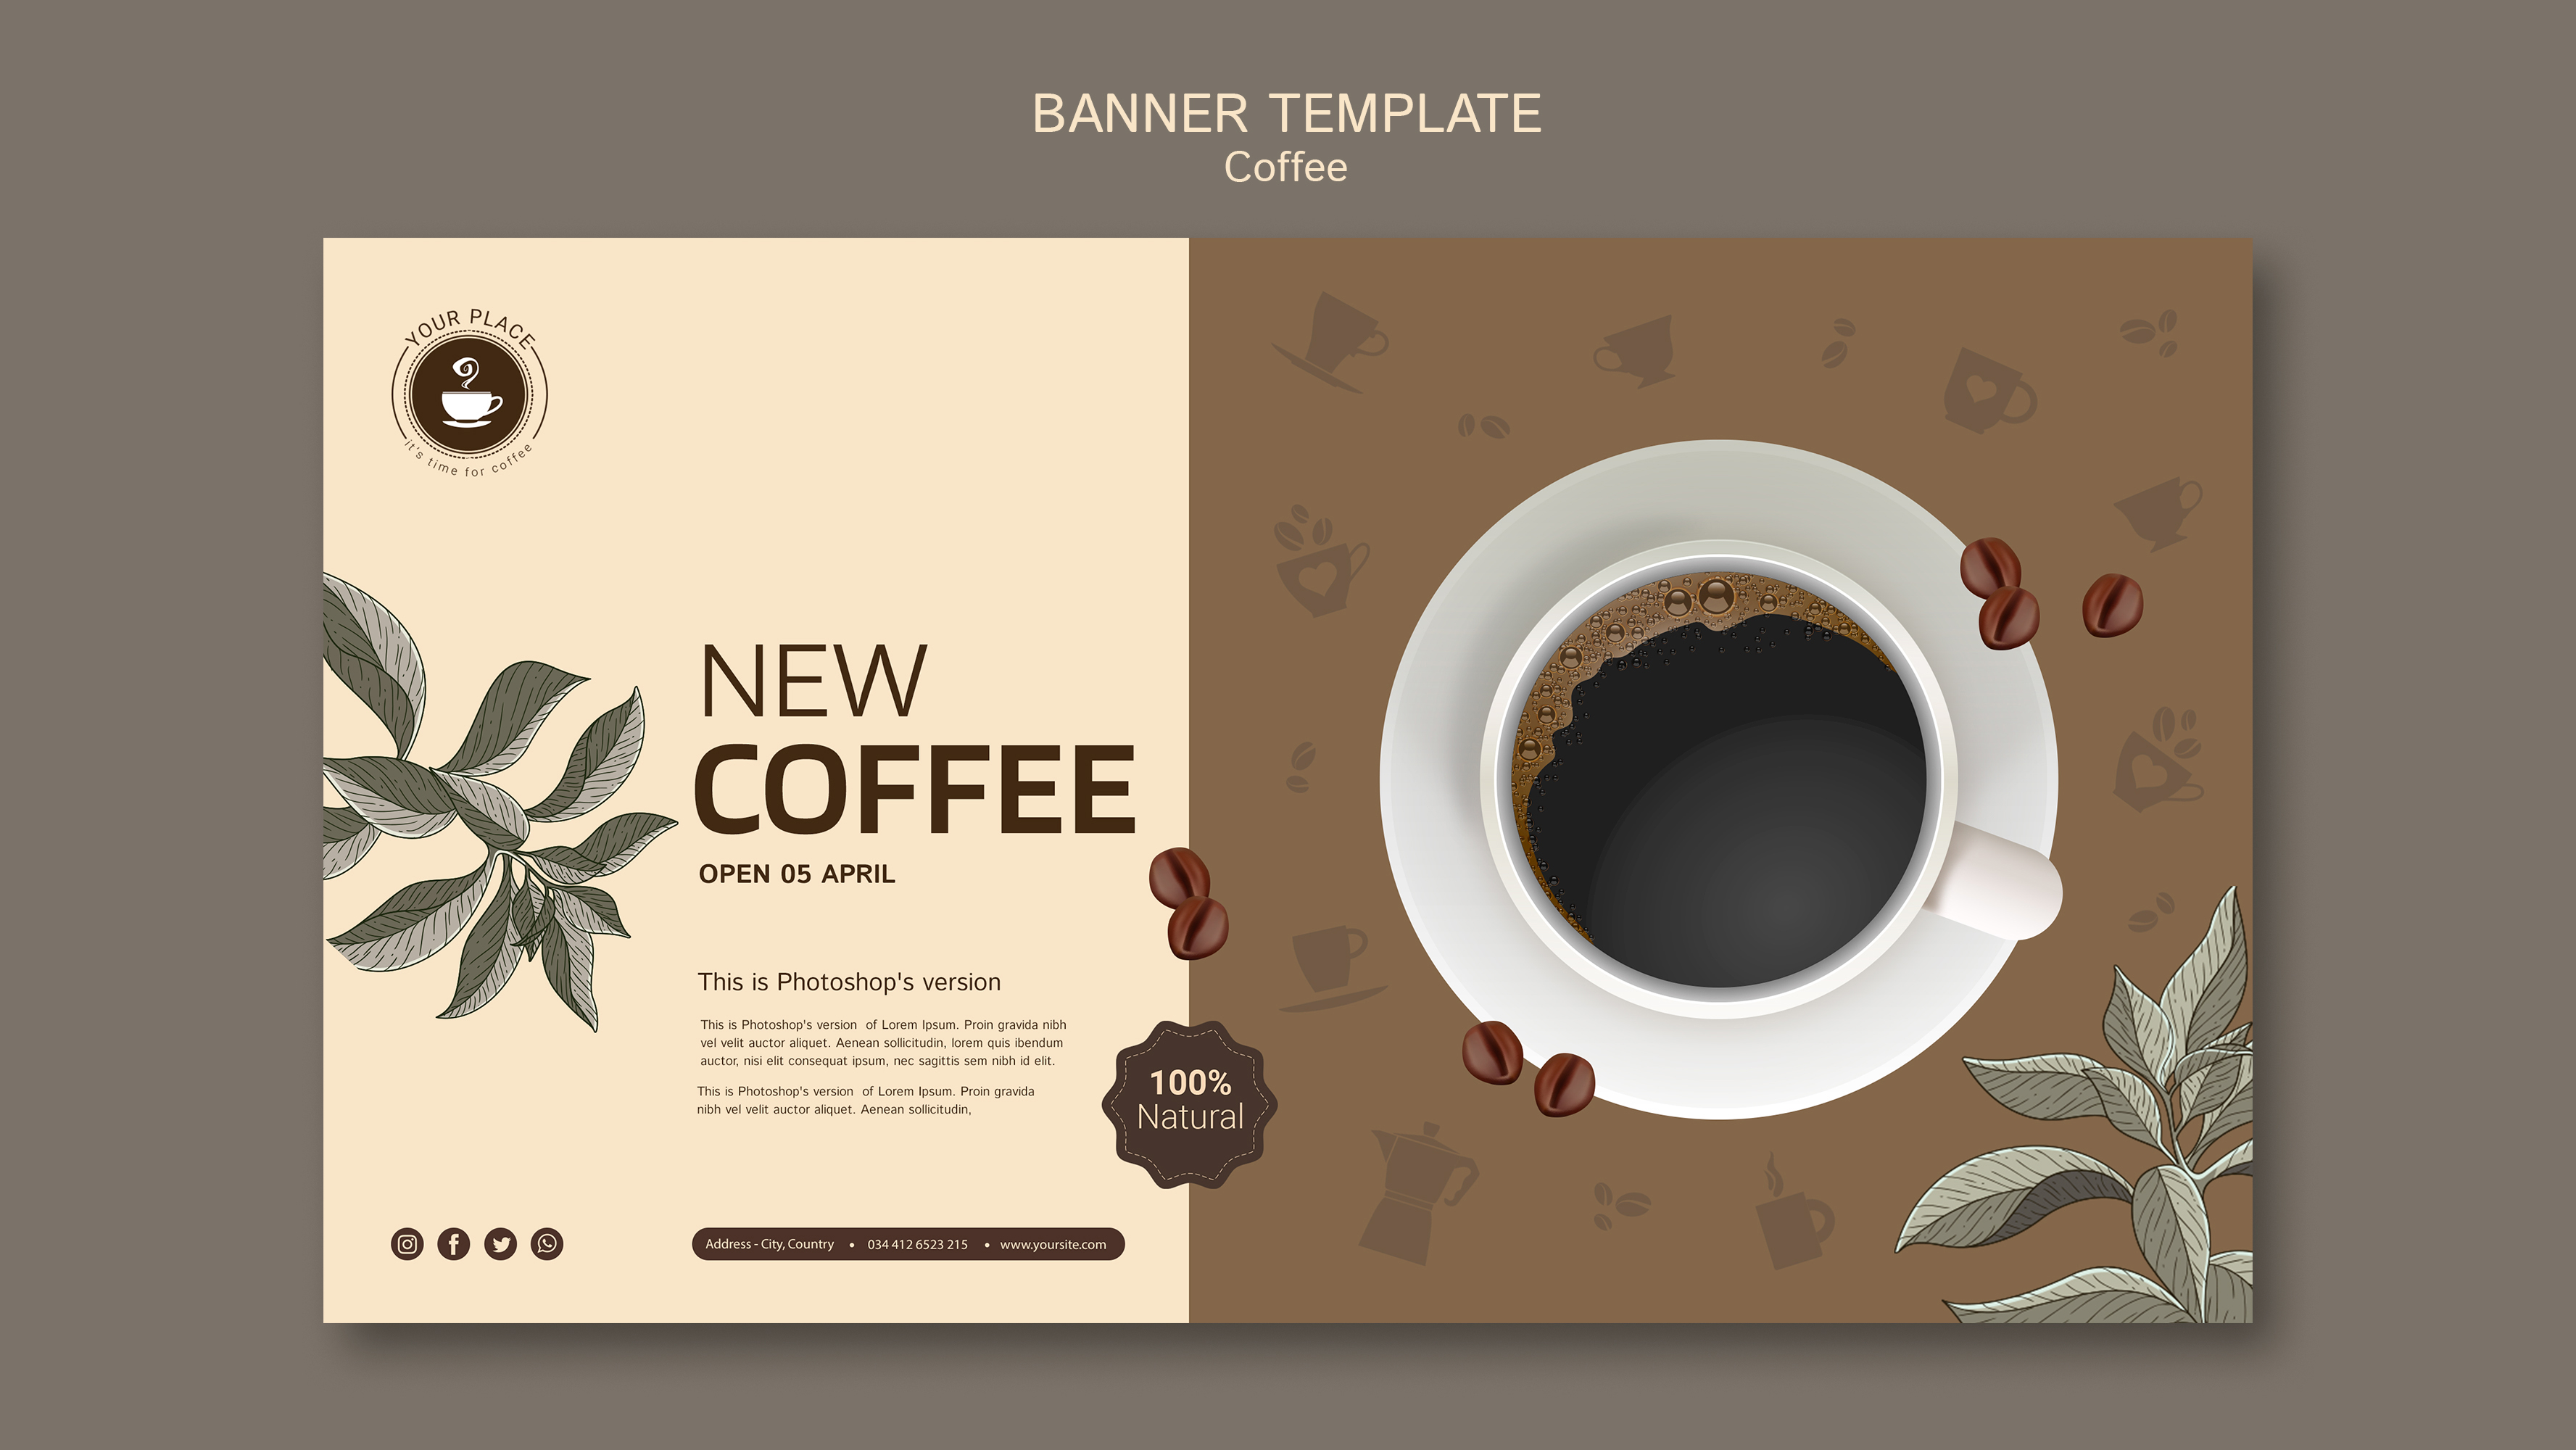 BANNER TEMPLATE
Coffee
YOUR PLACE
it's time for coffee
NEW
COFFEE
OPEN 05 APRIL
This is Photoshop's version
This is Photoshop's version of Lorem Ipsum. Proin gravida nibh
vel velit auctor aliquet. Aenean sollicitudin, lorem quis ibendum
auctor, nisi elit consequat ipsum, nec sagittis sem nibh id elit.
This is Photoshop's version of Lorem Ipsum. Proin gravida
nibh vel velit auctor aliquet. Aenean sollicitudin,
100%
Natural
Address - City, Country • 034 412 6523 215 • www.yoursite.com